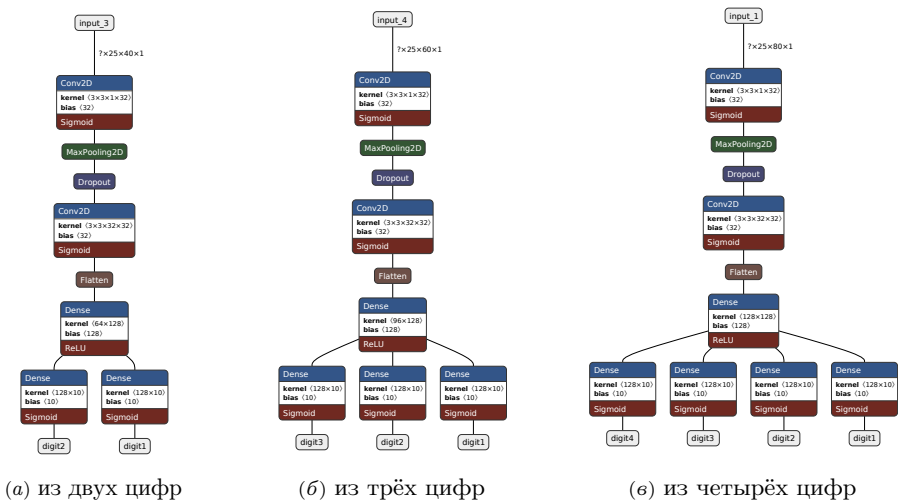 input_3
?×25×40×1
Conv2D
kernel ⟨3×3×1×32⟩
bias ⟨32⟩
Sigmoid
MaxPooling2D
Dropout
Conv2D
kernel ⟨3×3×32×32⟩
bias ⟨32⟩
Sigmoid
Flatten
Dense
kernel ⟨64×128⟩
bias ⟨128⟩
ReLU
Dense
kernel ⟨128×10⟩
bias ⟨10⟩
Sigmoid
digit2
Dense
kernel ⟨128×10⟩
bias ⟨10⟩
Sigmoid
digit1
(а) из двух цифр
input_4
?×25×60×1
Conv2D
kernel ⟨3×3×1×32⟩
bias ⟨32⟩
Sigmoid
MaxPooling2D
Dropout
Conv2D
kernel ⟨3×3×32×32⟩
bias ⟨32⟩
Sigmoid
Flatten
Dense
kernel ⟨96×128⟩
bias ⟨128⟩
ReLU
Dense
kernel ⟨128×10⟩
bias ⟨10⟩
Sigmoid
digit3
Dense
kernel ⟨128×10⟩
bias ⟨10⟩
Sigmoid
digit2
Dense
kernel ⟨128×10⟩
bias ⟨10⟩
Sigmoid
digit1
(б) из трёх цифр
input_1
?×25×80×1
Conv2D
kernel ⟨3×3×1×32⟩
bias ⟨32⟩
Sigmoid
MaxPooling2D
Dropout
Conv2D
kernel ⟨3×3×32×32⟩
bias ⟨32⟩
Sigmoid
Flatten
Dense
kernel ⟨128×128⟩
bias ⟨128⟩
ReLU
Dense
kernel ⟨128×10⟩
bias ⟨10⟩
Sigmoid
digit4
Dense
kernel ⟨128×10⟩
bias ⟨10⟩
Sigmoid
digit3
Dense
kernel ⟨128×10⟩
bias ⟨10⟩
Sigmoid
digit2
Dense
kernel ⟨128×10⟩
bias ⟨10⟩
Sigmoid
digit1
(в) из четырёх цифр